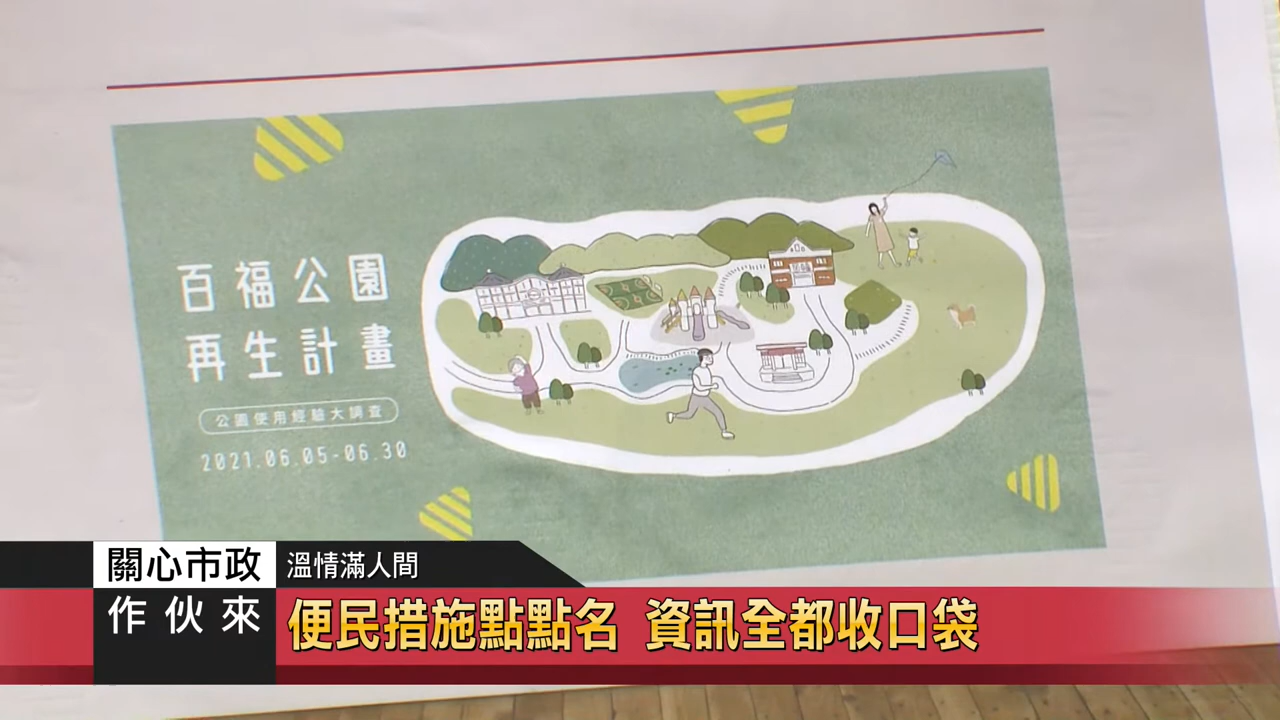 百福公園
再生計畫
公園使用經驗大調查
2021.06.05-06.30
關心市政
溫情滿人間
作伙來
便民措施點點名 資訊全都收口袋